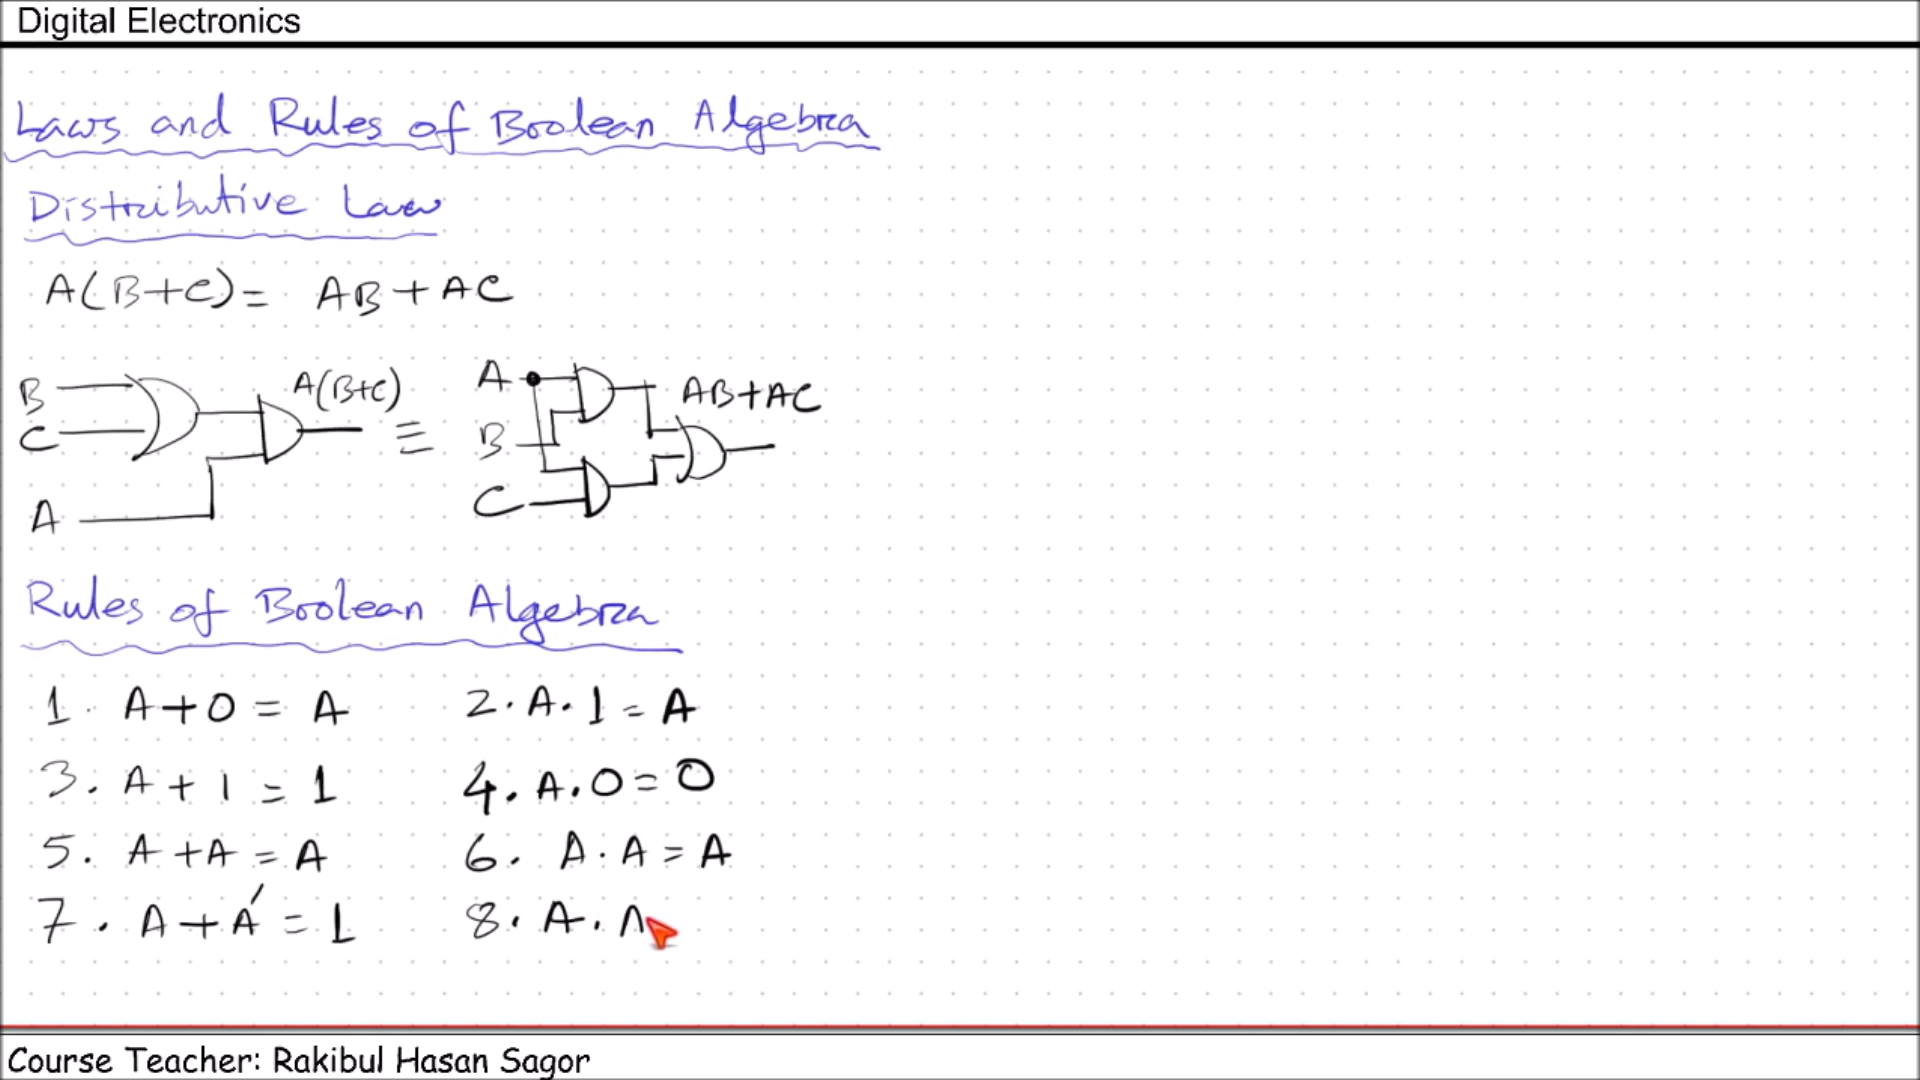 Digital Electronics
Laws and Rules of Boolean Algebra
Distributive Law
A(B+C) = AB + AC
B
C
A
A(B+C)
≡
A
B
C
AB+AC
Rules of Boolean Algebra
1. A+0 = A
2. A.1 = A
3. A + 1 = 1
4. A.0 = 0
5. A +A = A
6. A.A = A
7. A + A' = 1
8. A.
Course Teacher: Rakibul Hasan Sagor